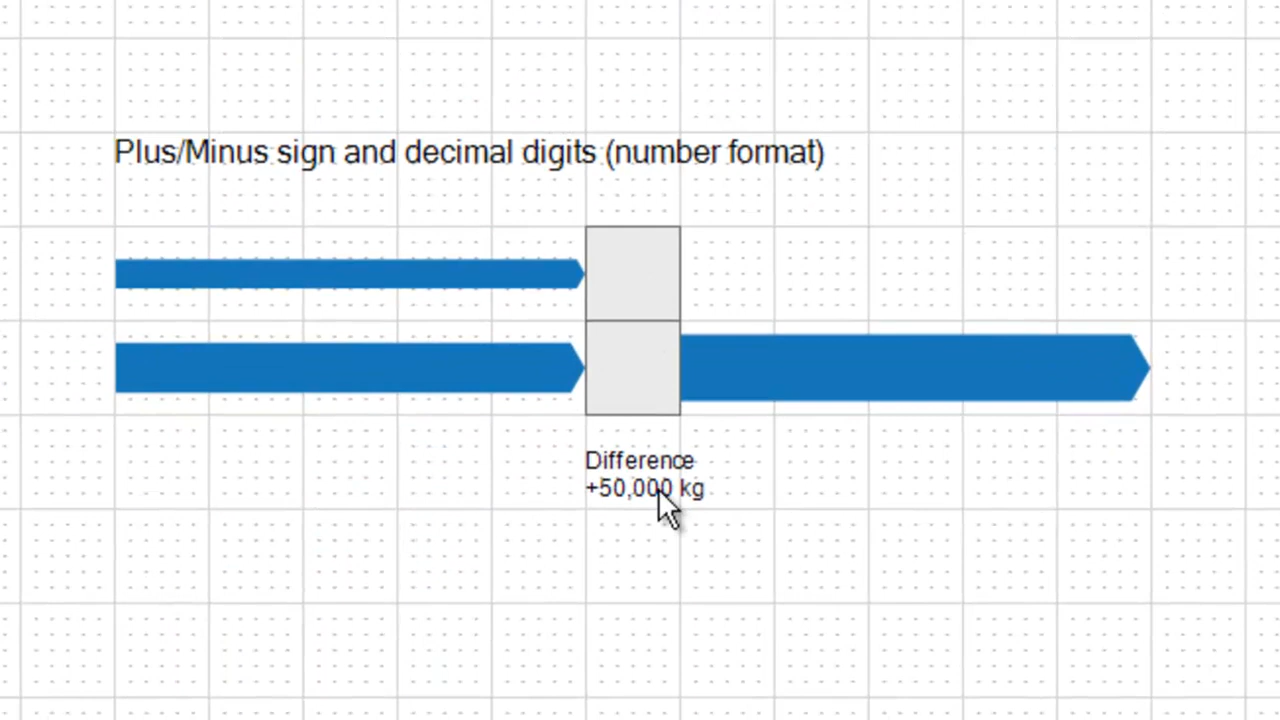 Plus/Minus sign and decimal digits (number format)
Difference
+50,000 kg